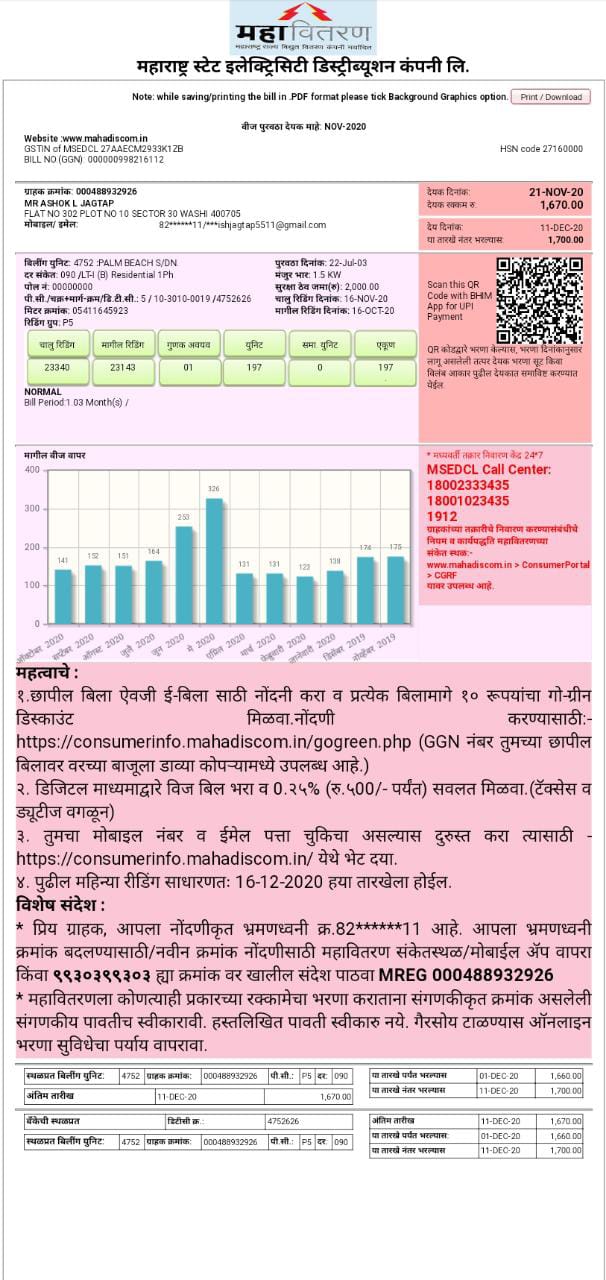 महावितरण
महाराष्ट्र राज्य विद्युत वितरण कंपनी मर्यादित
महाराष्ट्र स्टेट इलेक्ट्रिसिटी डिस्ट्रीब्यूशन कंपनी लि.
Note: while saving/printing the bill in .PDF format please tick Background Graphics option. Print / Download
वीज पुरवठा देयक माहे: NOV-2020
Website :www.mahadiscom.in
GSTIN of MSEDCL 27AAECM2933K1ZB HSN code 27160000
BILL NO (GGN): 000000998216112
ग्राहक क्रमांक: 000488932926
MR ASHOK L JAGTAP
FLAT NO 302 PLOT NO 10 SECTOR 30 WASHI 400705
मोबाइल/ इमेल: 82******11/***ishjagtap5511@gmail.com
देयक दिनांक: 21-NOV-20
देयक रक्कम रु: 1,670.00
देय दिनांक: 11-DEC-20
या तारखे नंतर भरल्यास: 1,700.00
बिलींग युनिट: 4752 :PALM BEACH S/DN. पुरवठा दिनांक: 22-Jul-03
दर संकेत: 090 /LT-I (B) Residential 1Ph मंजुर भार: 1.5 KW
पोल नं: 00000000 सुरक्षा ठेव जमा(रु): 2,000.00
पी.सी./चक्र+मार्ग-क्रम/डि.टी.सी.: 5 / 10-3010-0019 /4752626 चालु रिडिंग दिनांक: 16-NOV-20
मिटर क्रमांक: 05411645923 मागील रिडिंग दिनांक: 16-OCT-20
रिडिंग ग्रुप: P5
चालु रिडिंग मागील रिडिंग गुणक अवयव युनिट समा. युनिट एकूण
23340 23143 01 197 0 197
NORMAL
Bill Period:1.03 Month(s) /
Scan this QR
Code with BHIM
App for UPI
Payment
QR कोडद्वारे भरणा केल्यास, भरणा दिनांकानुसार
लागू असलेली तत्पर देयक भरणा सूट किंवा
विलंब आकार पुढील देयकात समाविष्ट करण्यात
येईल
मागील वीज वापर
400
300
200
100
0
141 152 151 164 253 326 131 131 123 138 174 175
ऑक्टोबर 2020 सप्टेंबर 2020 ऑगस्ट 2020 जुलै 2020 जून 2020 मे 2020 एप्रिल 2020 मार्च 2020 फेब्रुवारी 2020 जानेवारी 2020 डिसेंबर 2019 नोव्हेंबर 2019
* मध्यवर्ती तक्रार निवारण केंद्र 24*7
MSEDCL Call Center:
18002333435
18001023435
1912
ग्राहकांच्या तक्रारीचे निवारण करण्यासंबंधीचे
नियम व कार्यपद्धति महावितरणच्या
संकेत स्थळ:-
www.mahadiscom.in > ConsumerPortal
> CGRF
यावर उपलब्ध आहे.
महत्वाचे :
१.छापील बिला ऐवजी ई-बिला साठी नोंदनी करा व प्रत्येक बिलामागे १० रूपयांचा गो-ग्रीन
डिस्काउंट मिळवा.नोंदणी करण्यासाठी:-
https://consumerinfo.mahadiscom.in/gogreen.php (GGN नंबर तुमच्या छापील
बिलावर वरच्या बाजूला डाव्या कोपऱ्यामध्ये उपलब्ध आहे.)
२. डिजिटल माध्यमाद्वारे विज बिल भरा व 0.२५% (रु.५00/- पर्यंत) सवलत मिळवा.(टॅक्सेस व
ड्यूटीज वगळून)
३. तुमचा मोबाइल नंबर व ईमेल पत्ता चुकिचा असल्यास दुरुस्त करा त्यासाठी -
https://consumerinfo.mahadiscom.in/ येथे भेट दया.
४. पुढील महिन्या रीडिंग साधारणतः 16-12-2020 हया तारखेला होईल.
विशेष संदेश :
* प्रिय ग्राहक, आपला नोंदणीकृत भ्रमणध्वनी क्र.82******11 आहे. आपला भ्रमणध्वनी
क्रमांक बदलण्यासाठी/नवीन क्रमांक नोंदणीसाठी महावितरण संकेतस्थळ/मोबाईल ॲप वापरा
किंवा ९९३०३९९३०३ ह्या क्रमांक वर खालील संदेश पाठवा MREG 000488932926
* महावितरणला कोणत्याही प्रकारच्या रक्कामेचा भरणा कराताना संगणकीकृत क्रमांक असलेली
संगणकीय पावतीच स्वीकारावी. हस्तलिखित पावती स्वीकारु नये. गैरसोय टाळण्यास ऑनलाइन
भरणा सुविधेचा पर्याय वापरावा.
स्थळप्रत बिलींग युनिट: 4752 ग्राहक क्रमांक: 000488932926 पी.सी.: P5 दर: 090 या तारखे पर्यंत भरल्यास 01-DEC-20 1,660.00
अंतिम तारीख 11-DEC-20 1,670.00 या तारखे नंतर भरल्यास 11-DEC-20 1,700.00
बँकेची स्थळप्रत डिटीसी क्र.: 4752626 अंतिम तारीख 11-DEC-20 1,670.00
स्थळप्रत बिलींग युनिट: 4752 ग्राहक क्रमांक: 000488932926 पी.सी.: P5 दर: 090 या तारखे पर्यंत भरल्यास: 01-DEC-20 1,660.00
या तारखे नंतर भरल्यास 11-DEC-20 1,700.00